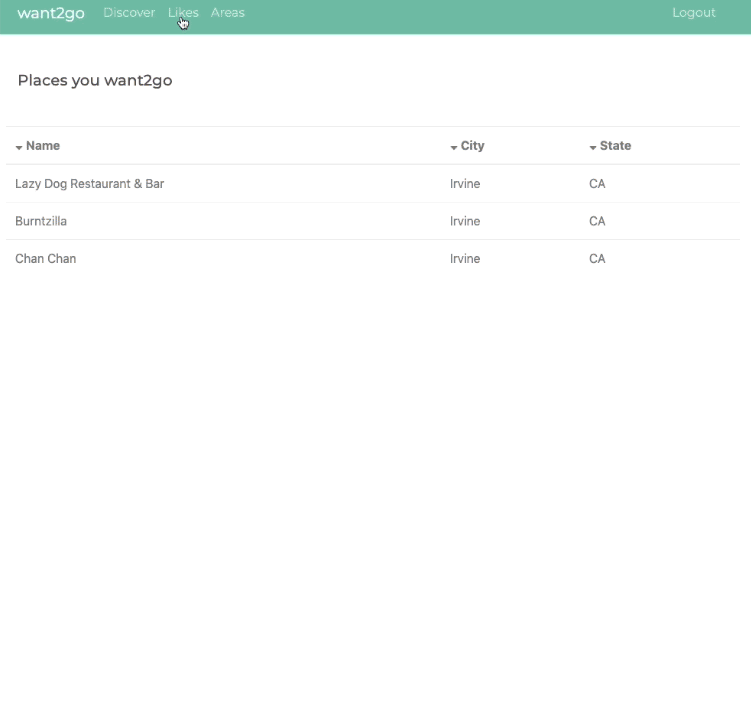 want2go Discover Likes Areas Logout
Places you want2go
Name City State
Lazy Dog Restaurant & Bar Irvine CA
Burntzilla Irvine CA
Chan Chan Irvine CA